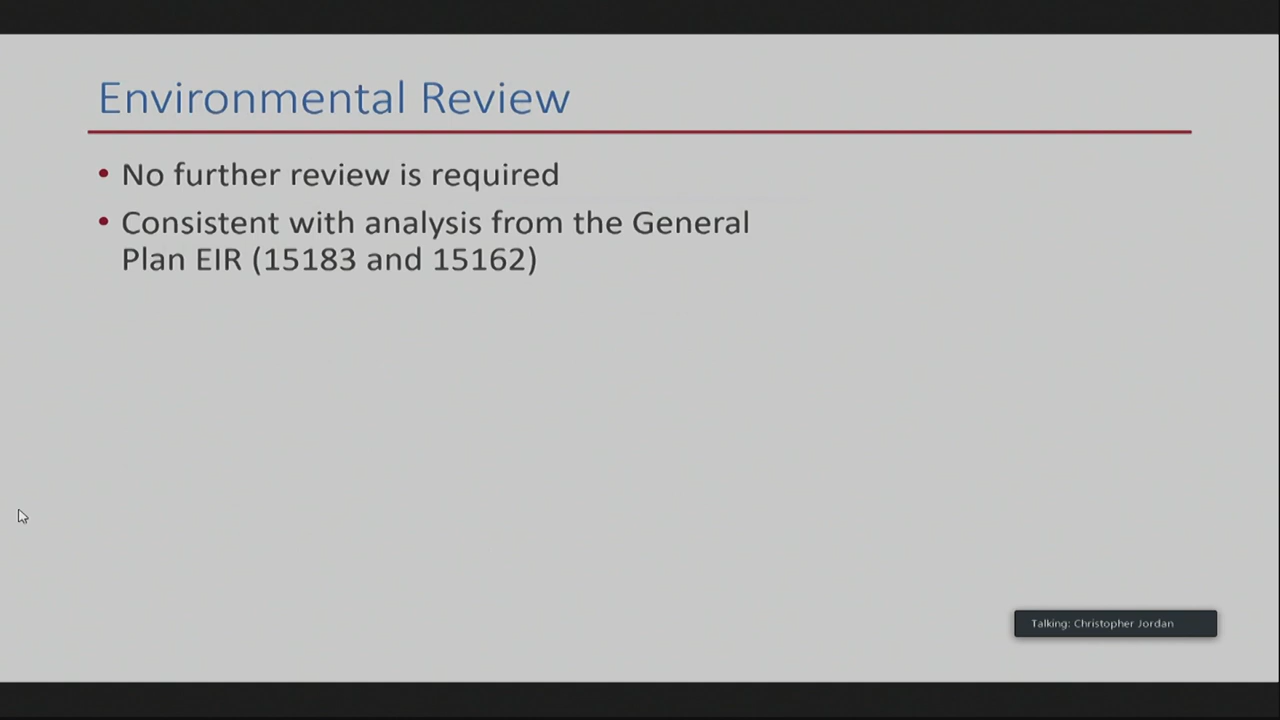 Environmental Review
• No further review is required
• Consistent with analysis from the General
Plan EIR (15183 and 15162)
Talking: Christopher Jordan